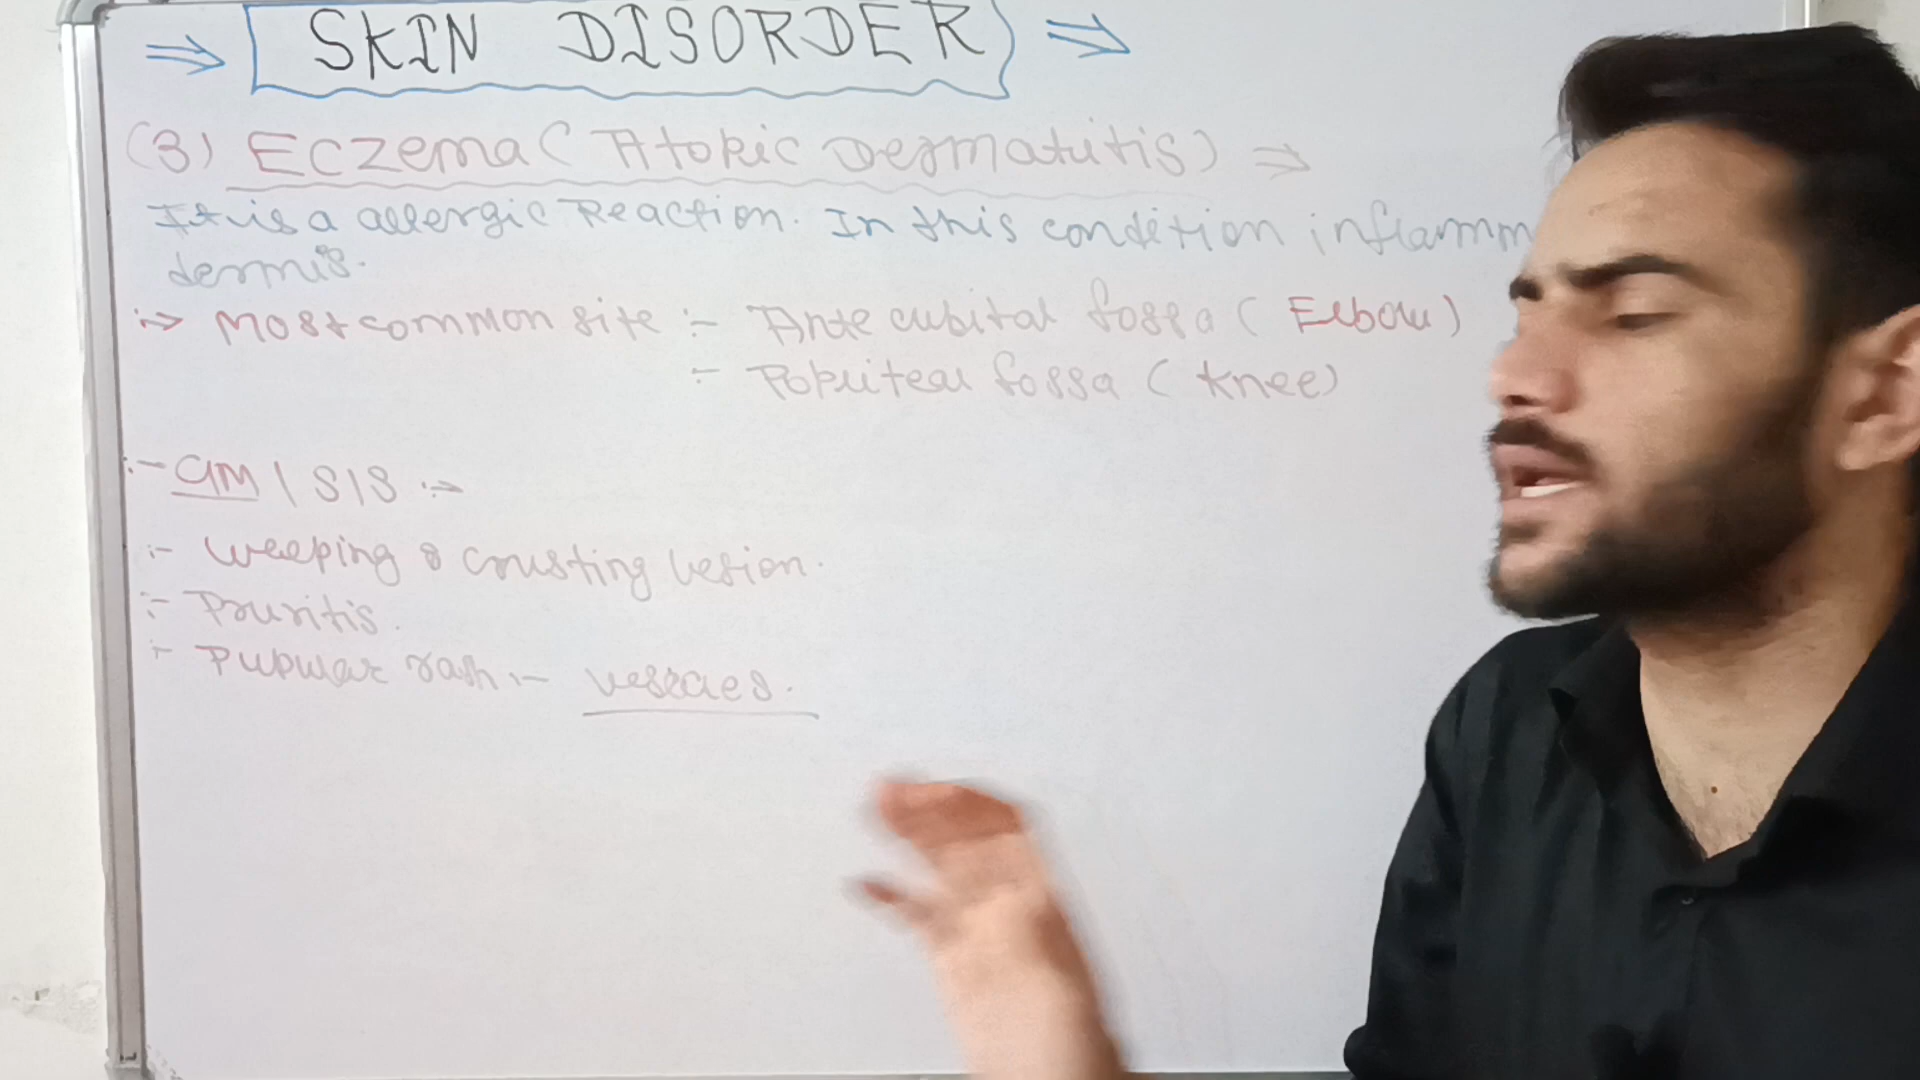 ⇒ SKIN DISORDER ⇒
(3) Eczema (Atopic Dermatitis) ⇒
It is a allergic Reaction. In this condition inflamm
dermis.
:-> Most common site :- Ante cubital fossa (Elbow)
:- Popliteal fossa (Knee)
:- C/M | S/S :->
:- weeping & crusting lesion.
:- Pruritis.
:- Pupular rash :- vesicles.